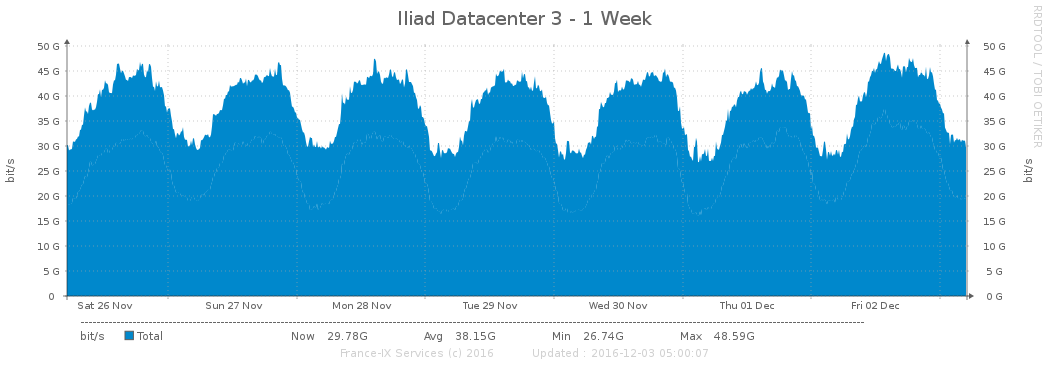 Iliad Datacenter 3 - 1 Week
RRDTOOL / TOBI OETIKER
bit/s
50 G 50 G
45 G 45 G
40 G 40 G
35 G 35 G
30 G 30 G
25 G 25 G
20 G 20 G
15 G 15 G
10 G 10 G
5 G 5 G
0 0 G
bit/s
Sat 26 Nov Sun 27 Nov Mon 28 Nov Tue 29 Nov Wed 30 Nov Thu 01 Dec Fri 02 Dec
bit/s Total Now 29.78G Avg 38.15G Min 26.74G Max 48.59G
France-IX Services (c) 2016 Updated : 2016-12-03 05:00:07